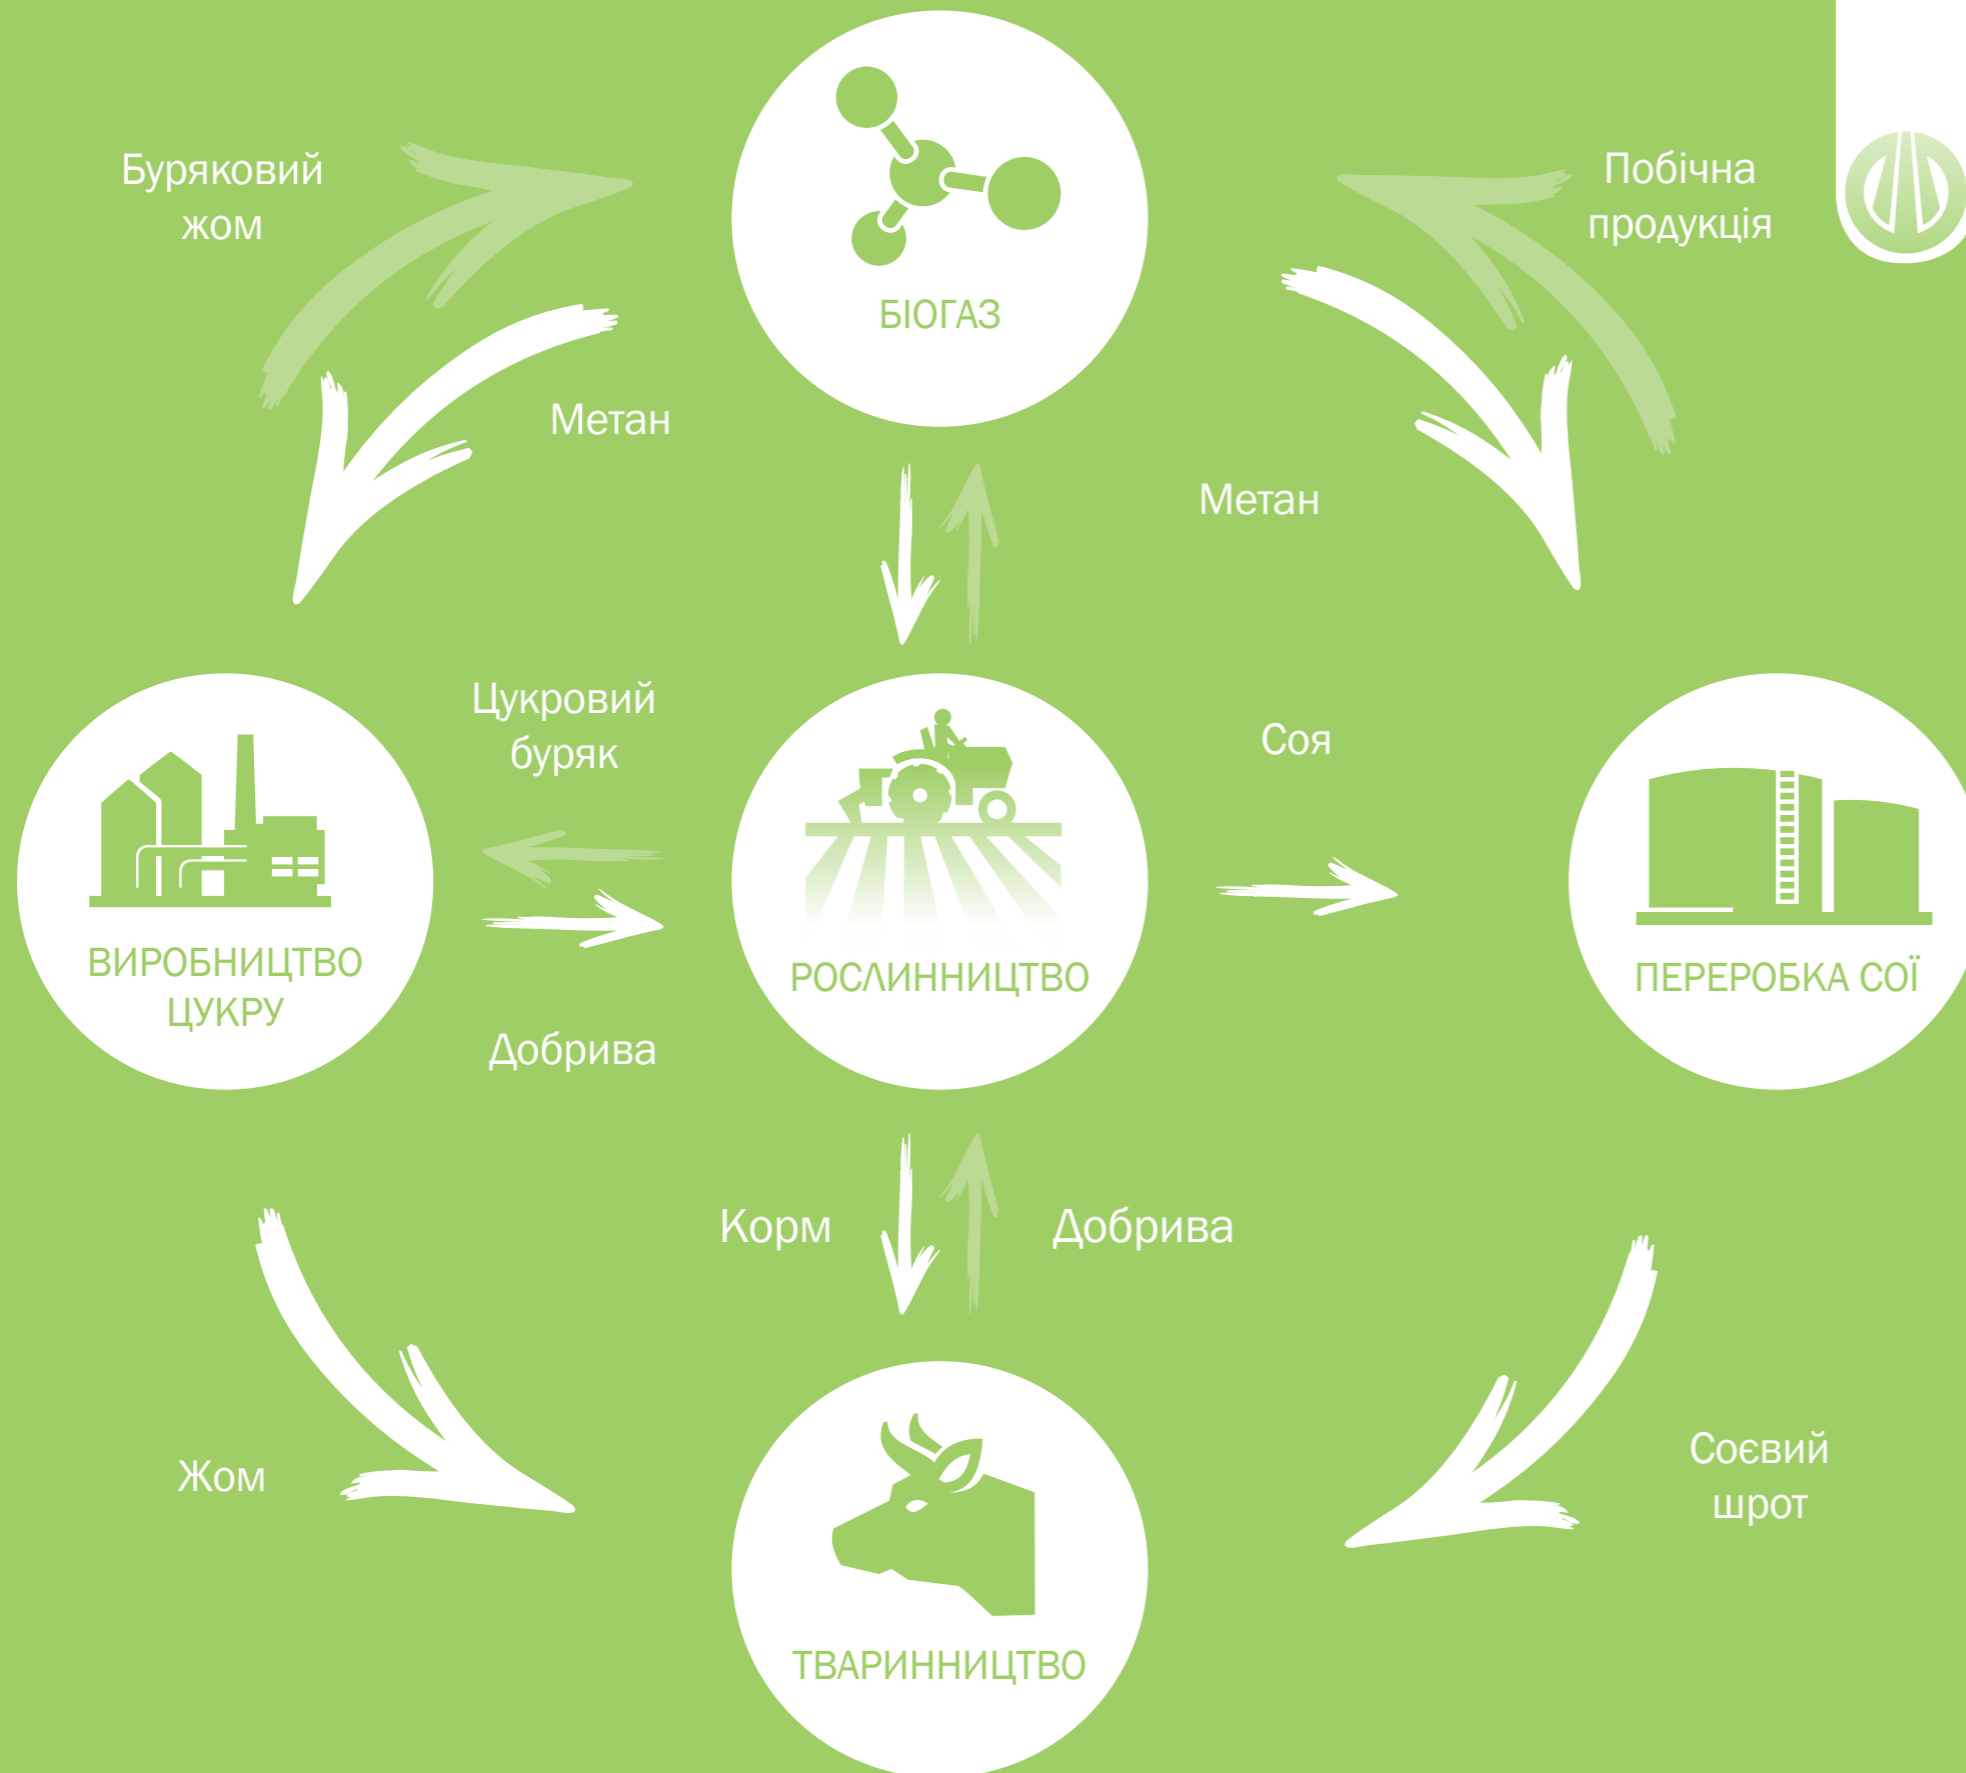 Буряковий
жом
Побічна
продукція
БІОГАЗ
Метан
Метан
Цукровий
буряк
Соя
ВИРОБНИЦТВО
ЦУКРУ
РОСЛИННИЦТВО
ПЕРЕРОБКА СОЇ
Добрива
Корм
Добрива
Жом
Соєвий
шрот
ТВАРИННИЦТВО